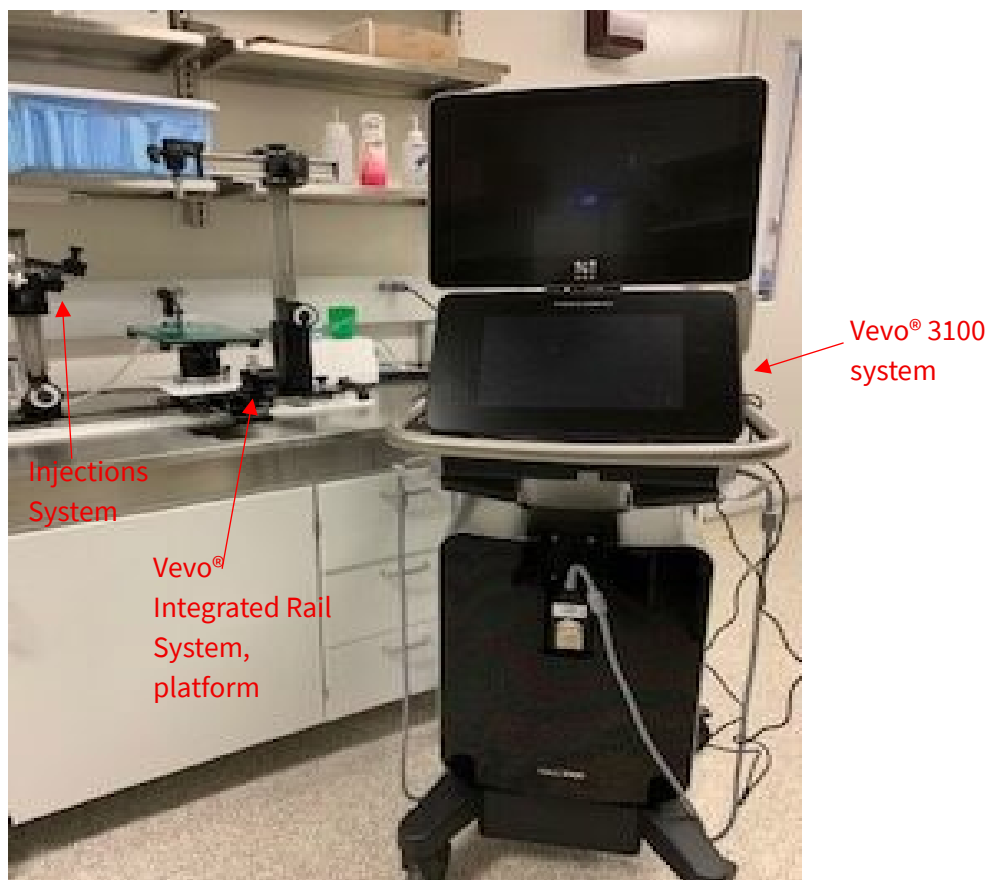 Vevo® 3100
system
Injections
System
Vevo®
Integrated Rail
System,
platform